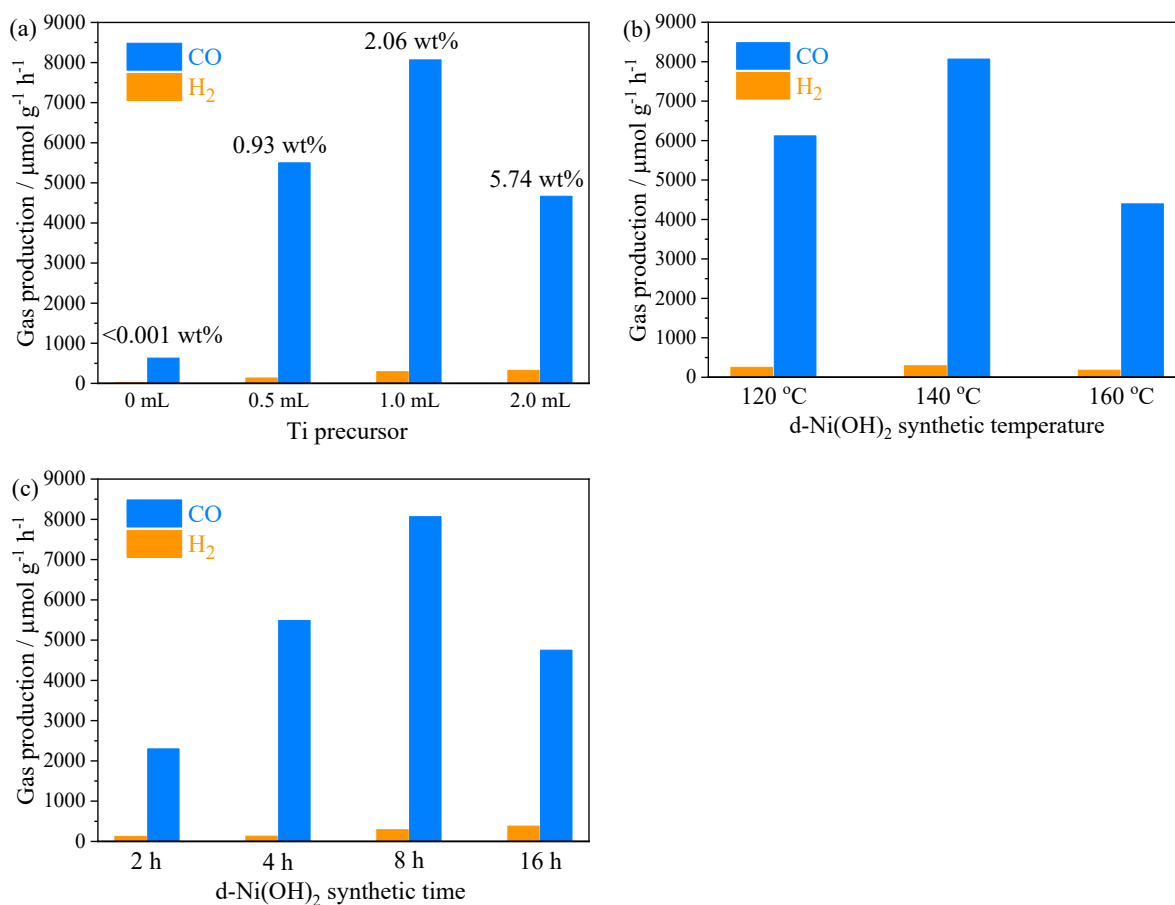 (a)
CO
H₂
2.06 wt%
0.93 wt%
5.74 wt%
<0.001 wt%
9000
8000
7000
6000
5000
4000
3000
2000
1000
0
Gas production / μmol g⁻¹ h⁻¹
0 mL 0.5 mL 1.0 mL 2.0 mL
Ti precursor
(b)
CO
H₂
9000
8000
7000
6000
5000
4000
3000
2000
1000
0
Gas production / μmol g⁻¹ h⁻¹
120 ºC 140 ºC 160 ºC
d-Ni(OH)₂ synthetic temperature
(c)
CO
H₂
9000
8000
7000
6000
5000
4000
3000
2000
1000
0
Gas production / μmol g⁻¹ h⁻¹
2 h 4 h 8 h 16 h
d-Ni(OH)₂ synthetic time